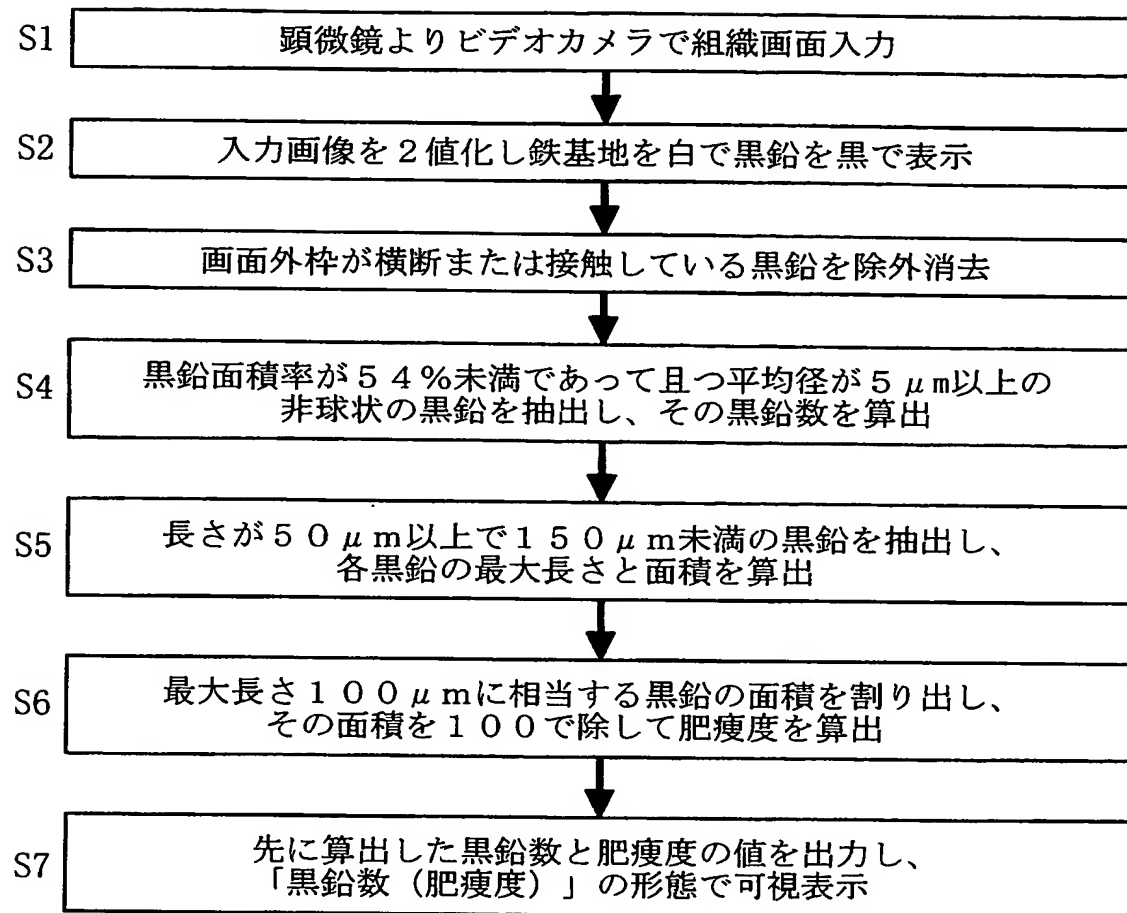 S1 顕微鏡よりビデオカメラで組織画面入力
S2 入力画像を２値化し鉄基地を白で黒鉛を黒で表示
S3 画面外枠が横断または接触している黒鉛を除外消去
S4 黒鉛面積率が５４％未満であって且つ平均径が５μm以上の
非球状の黒鉛を抽出し、その黒鉛数を算出
S5 長さが５０μm以上で１５０μm未満の黒鉛を抽出し、
各黒鉛の最大長さと面積を算出
S6 最大長さ１００μmに相当する黒鉛の面積を割り出し、
その面積を１００で除して肥痩度を算出
S7 先に算出した黒鉛数と肥痩度の値を出力し、
「黒鉛数（肥痩度）」の形態で可視表示